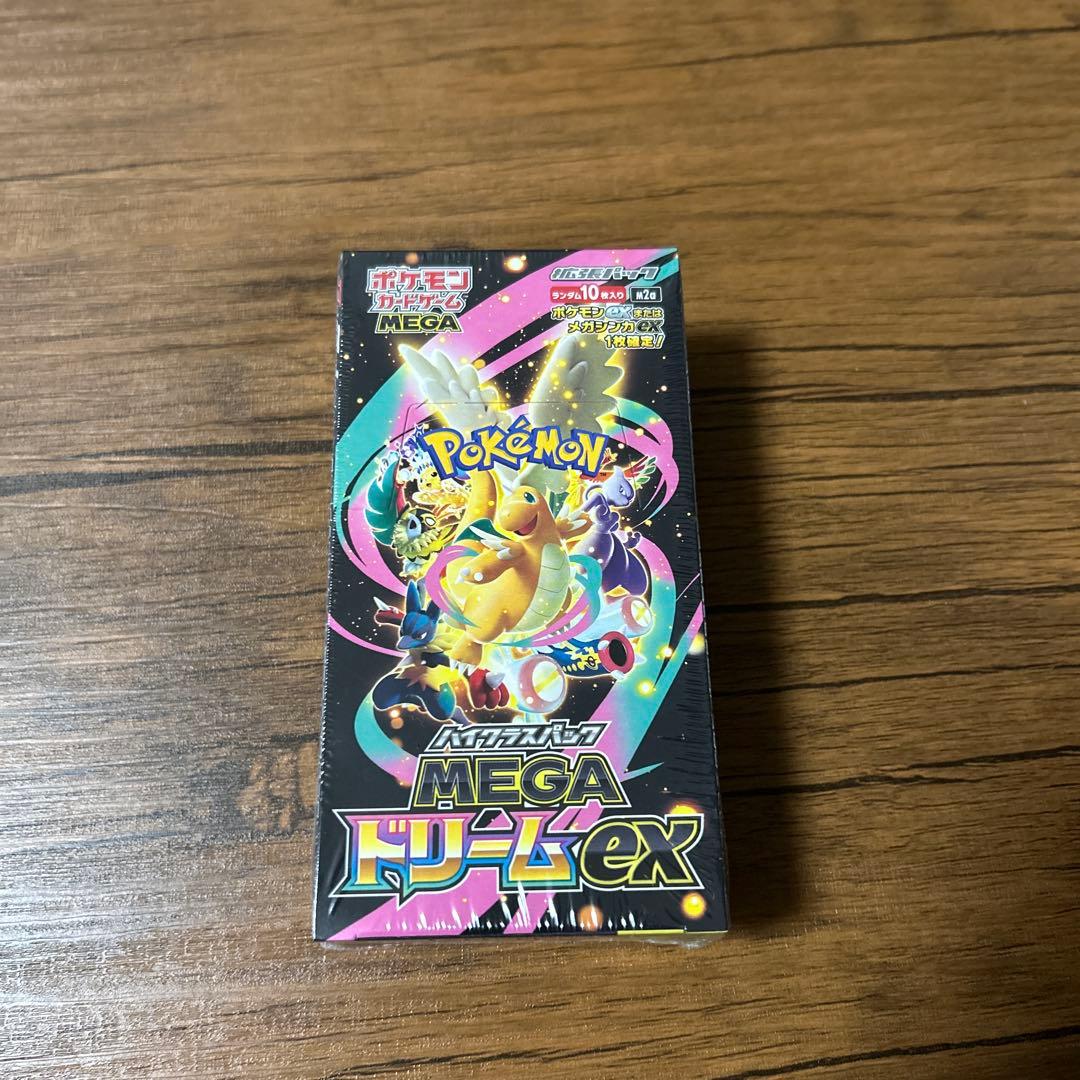 ポケモン
カードゲーム
MEGA
拡張パック
ランダム10枚入り M2a
ポケモンexまたは
メガシンカex
1枚確定!
POKéMON
ハイクラスパック
MEGA
ドリームex